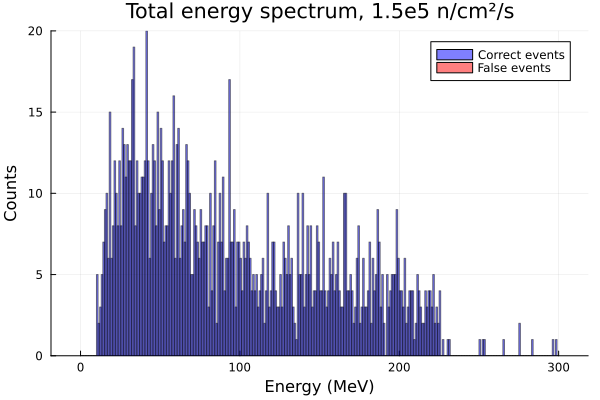 Total energy spectrum, 1.5e5 n/cm²/s
Correct events
False events
20
15
10
5
0
Counts
0 100 200 300
Energy (MeV)